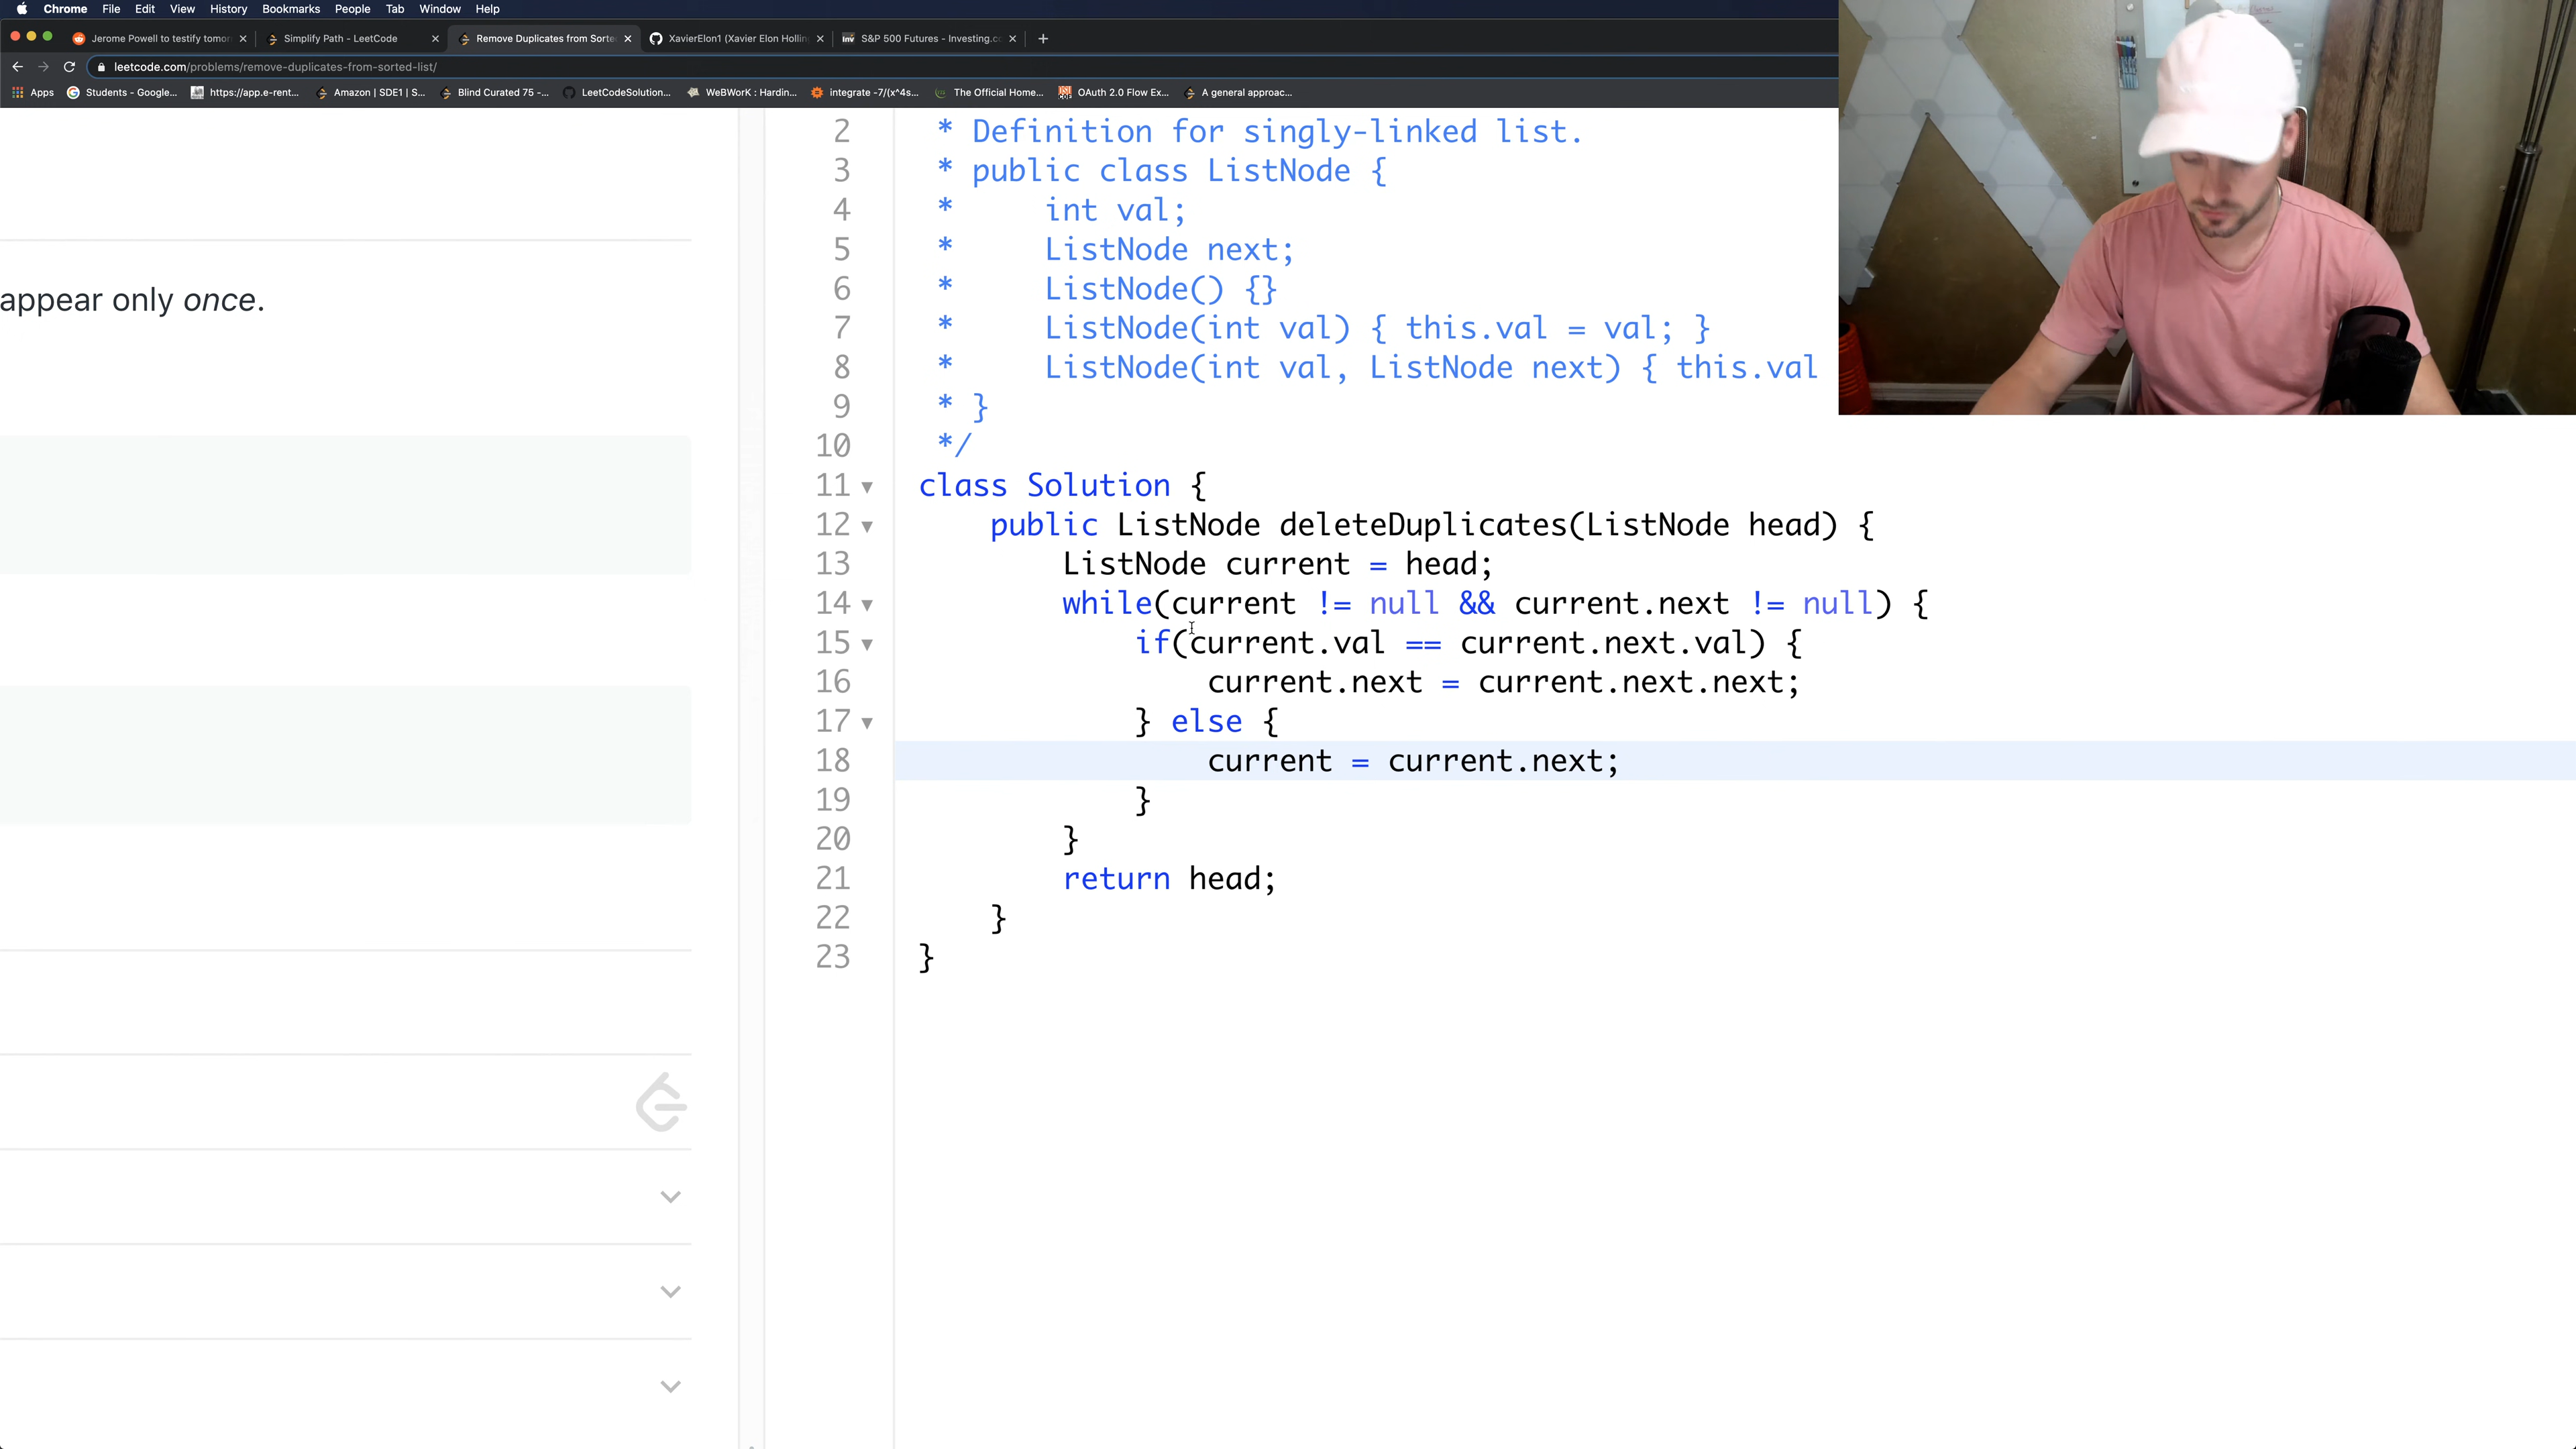 Chrome File Edit View History Bookmarks People Tab Window Help
Jerome Powell to testify tomor
Simplify Path - LeetCode
Remove Duplicates from Sorte
XavierElon1 (Xavier Elon Hollin
S&P 500 Futures - Investing.c
leetcode.com/problems/remove-duplicates-from-sorted-list/
Apps Students - Google... https://app.e-rent... Amazon | SDE1 | S... Blind Curated 75 -... LeetCodeSolution... WeBWorK : Hardin... integrate -7/(x^4s... The Official Home... OAuth 2.0 Flow Ex... A general approac...
appear only once.
2 * Definition for singly-linked list.
3 * public class ListNode {
4 * int val;
5 * ListNode next;
6 * ListNode() {}
7 * ListNode(int val) { this.val = val; }
8 * ListNode(int val, ListNode next) { this.val
9 * }
10 */
11 class Solution {
12 public ListNode deleteDuplicates(ListNode head) {
13 ListNode current = head;
14 while(current != null && current.next != null) {
15 if(current.val == current.next.val) {
16 current.next = current.next.next;
17 } else {
18 current = current.next;
19 }
20 }
21 return head;
22 }
23 }